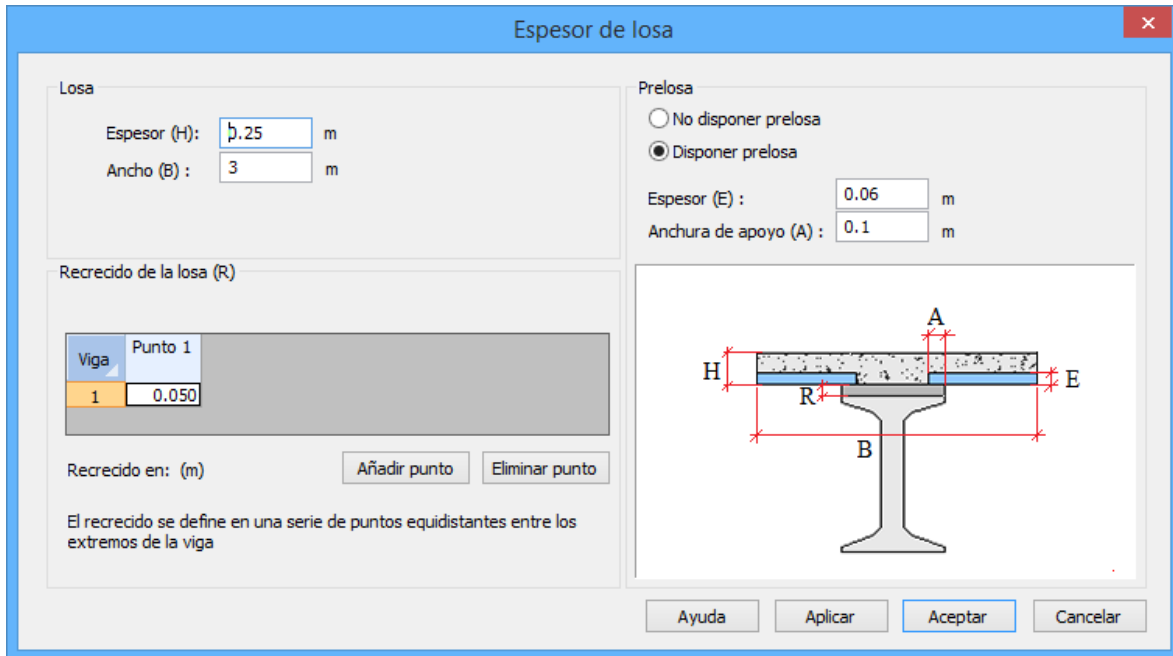 Espesor de losa
Losa
Espesor (H): 0.25 m
Ancho (B) : 3 m
Prelosa
No disponer prelosa
Disponer prelosa
Espesor (E) : 0.06 m
Anchura de apoyo (A) : 0.1 m
Recrecido de la losa (R)
Viga Punto 1
1 0.050
Recrecido en: (m) Añadir punto Eliminar punto
El recrecido se define en una serie de puntos equidistantes entre los
extremos de la viga
A
H
E
R
B
Ayuda Aplicar Aceptar Cancelar